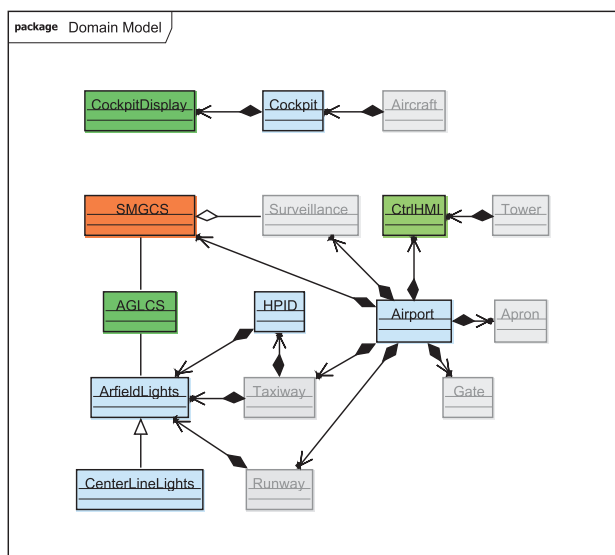 package Domain Model
CockpitDisplay Cockpit Aircraft
SMGCS Surveillance CtrlHMI Tower
AGLCS HPID Airport Apron
ArfieldLights Taxiway Gate
CenterLineLights Runway